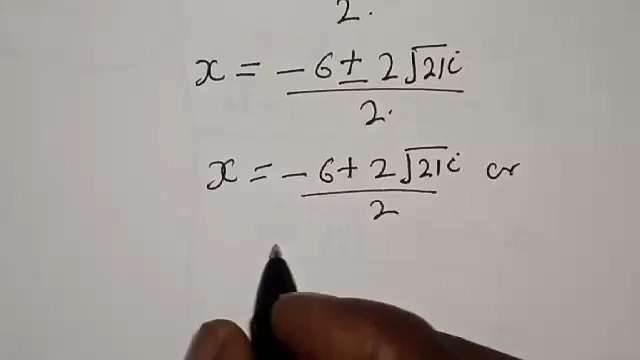 2.
x = -6 ± 2√21i
2.
x = -6 + 2√21i or
2